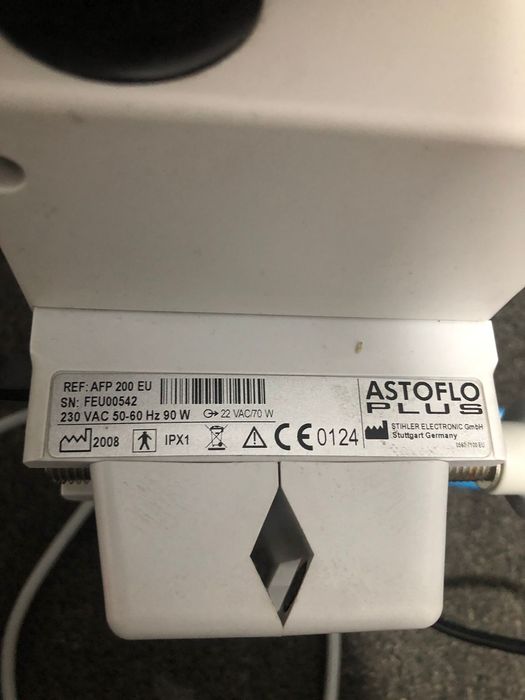 REF: AFP 200 EU
SN: FEU00542
230 VAC 50-60 Hz 90 W 22 VAC/70 W
2008 IPX1 CE 0124
ASTOFLO
PLUS
STIHLER ELECTRONIC GmbH
Stuttgart Germany